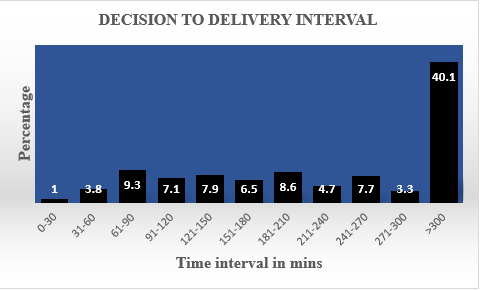 DECISION TO DELIVERY INTERVAL
Percentage
1 3.8 9.3 7.1 7.9 6.5 8.6 4.7 7.7 3.3 40.1
0-30 31-60 61-90 91-120 121-150 151-180 181-210 211-240 241-270 271-300 >300
Time interval in mins